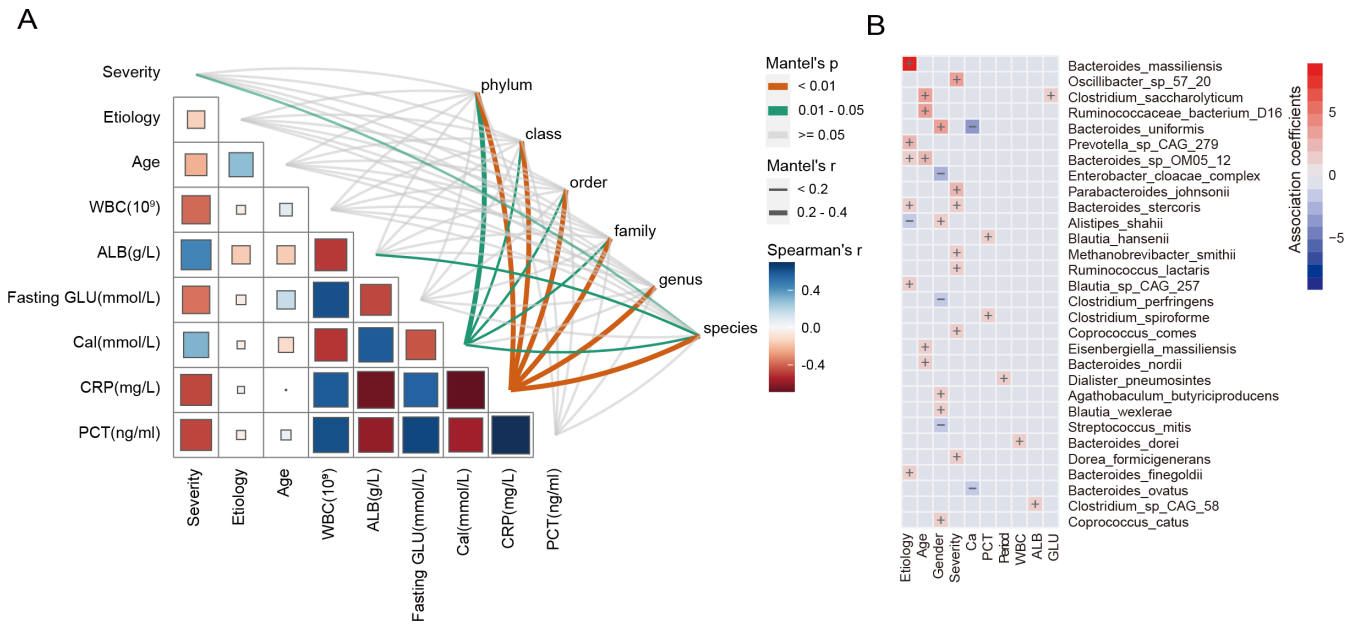 A
Severity
Etiology
Age
WBC(10⁹)
ALB(g/L)
Fasting GLU(mmol/L)
Cal(mmol/L)
CRP(mg/L)
PCT(ng/ml)
Severity
Etiology
Age
WBC(10⁹)
ALB(g/L)
Fasting GLU(mmol/L)
Cal(mmol/L)
CRP(mg/L)
PCT(ng/ml)
phylum
class
order
family
genus
species
Mantel's p
< 0.01
0.01 - 0.05
>= 0.05
Mantel's r
< 0.2
0.2 - 0.4
Spearman's r
0.4
0.0
-0.4
B
Bacteroides_massiliensis
Oscillibacter_sp_57_20
+
Clostridium_saccharolyticum
+ +
Ruminococcaceae_bacterium_D16
+
Bacteroides_uniformis
+ −
Prevotella_sp_CAG_279
+
Bacteroides_sp_OM05_12
+ +
Enterobacter_cloacae_complex
−
Parabacteroides_johnsonii
+
Bacteroides_stercoris
+ +
Alistipes_shahii
− +
Blautia_hansenii
+
Methanobrevibacter_smithii
+
Ruminococcus_lactaris
+
Blautia_sp_CAG_257
+
Clostridium_perfringens
−
Clostridium_spiroforme
+
Coprococcus_comes
+
Eisenbergiella_massiliensis
+
Bacteroides_nordii
+
Dialister_pneumosintes
+
Agathobaculum_butyriciproducens
+
Blautia_wexlerae
+
Streptococcus_mitis
−
Bacteroides_dorei
+
Dorea_formicigenerans
+
Bacteroides_finegoldii
+
Bacteroides_ovatus
−
Clostridium_sp_CAG_58
+
Coprococcus_catus
+
Etiology
Age
Gender
Severity
Ca
PCT
Period
WBC
ALB
GLU
Association coefficients
5
0
−5